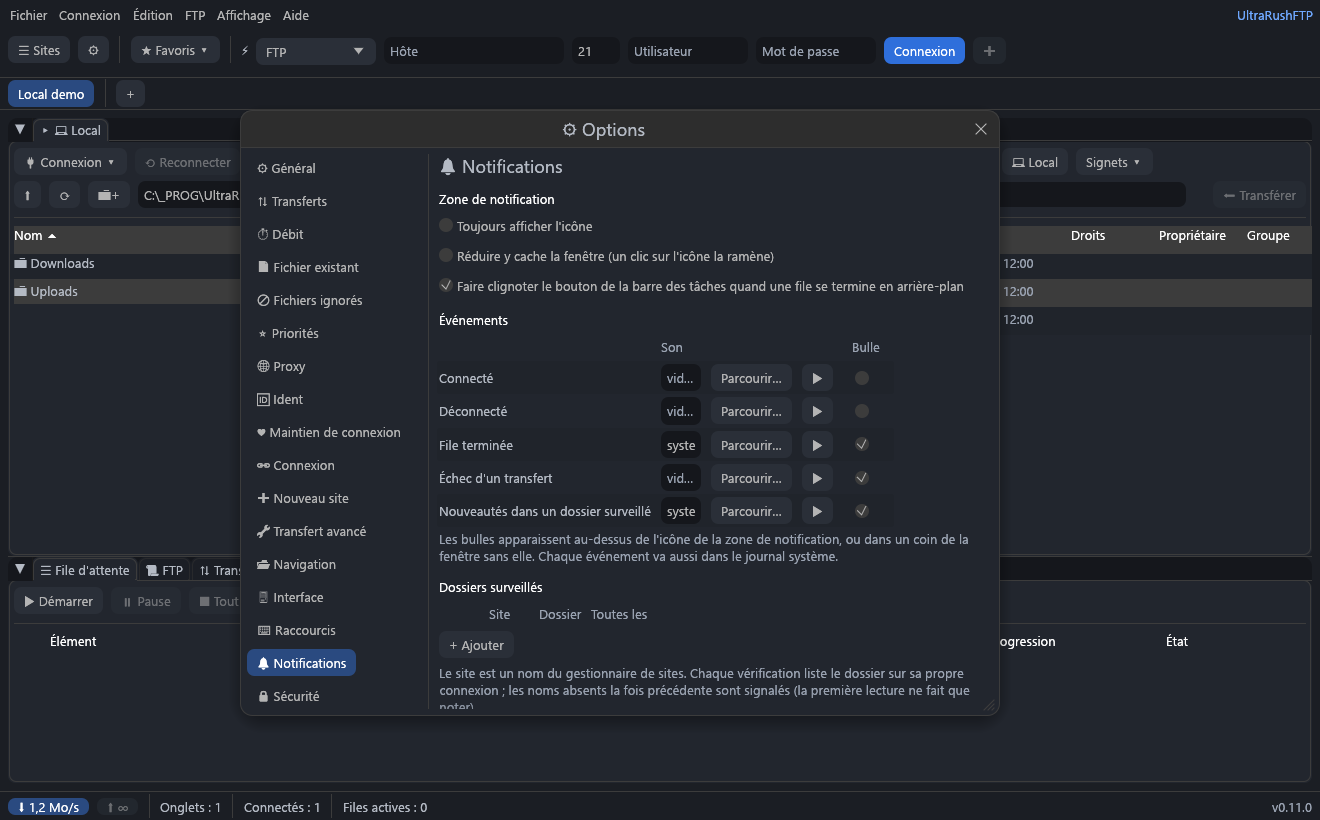 Fichier Connexion Édition FTP Affichage Aide UltraRushFTP
Sites Favoris FTP Hôte 21 Utilisateur Mot de passe Connexion +
Local demo +
Local
Connexion Reconnecter
C:\_PROG\UltraR
Nom
Downloads
Uploads
Local Signets
Transférer
Droits Propriétaire Groupe
12:00
12:00
12:00
Options
Général
Transferts
Débit
Fichier existant
Fichiers ignorés
Priorités
Proxy
Ident
Maintien de connexion
Connexion
Nouveau site
Transfert avancé
Navigation
Interface
Raccourcis
Notifications
Sécurité
Notifications
Zone de notification
Toujours afficher l'icône
Réduire y cache la fenêtre (un clic sur l'icône la ramène)
Faire clignoter le bouton de la barre des tâches quand une file se termine en arrière-plan
Événements
Son Bulle
Connecté vid... Parcourir...
Déconnecté vid... Parcourir...
File terminée syste Parcourir...
Échec d'un transfert vid... Parcourir...
Nouveautés dans un dossier surveillé syste Parcourir...
Les bulles apparaissent au-dessus de l'icône de la zone de notification, ou dans un coin de la
fenêtre sans elle. Chaque événement va aussi dans le journal système.
Dossiers surveillés
Site Dossier Toutes les
+ Ajouter
Le site est un nom du gestionnaire de sites. Chaque vérification liste le dossier sur sa propre
connexion ; les noms absents la fois précédente sont signalés (la première lecture ne fait que
noter)
File d'attente FTP Trans
Démarrer Pause Tout
Élément ogression État
1,2 Mo/s ∞ Onglets : 1 Connectés : 1 Files actives : 0 v0.11.0